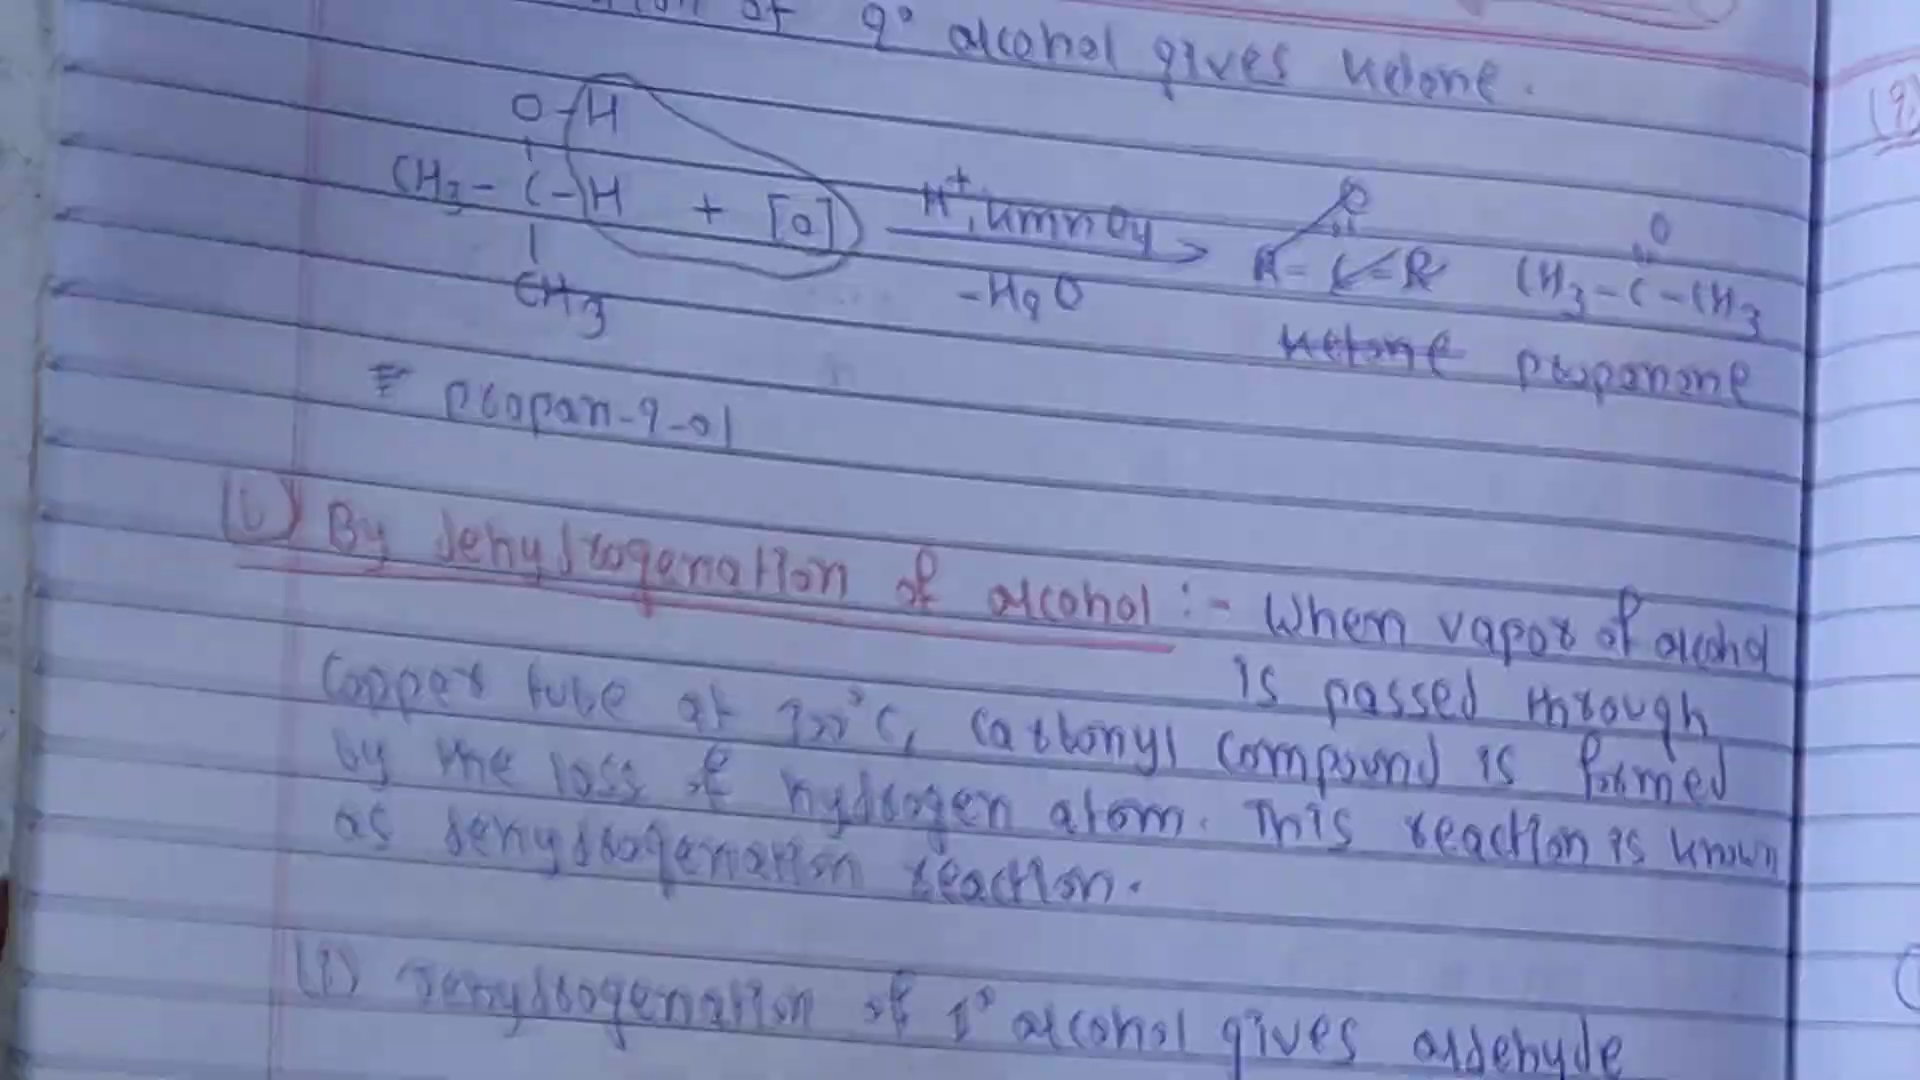 of 2° alcohol gives ketone.
O-H
CH3 - C - H + [O] H+, KMnO4 O O
-H2O R - C - R CH3 - C - CH3
CH3 ketone propanone
propan-2-ol
(b) By dehydrogenation of alcohol :- When vapor of alcohol
is passed through
Copper tube at 300°C, carbonyl compound is formed
by the loss of hydrogen atom. This reaction is known
as dehydrogenation reaction.
(i) Dehydrogenation of 1° alcohol gives aldehyde